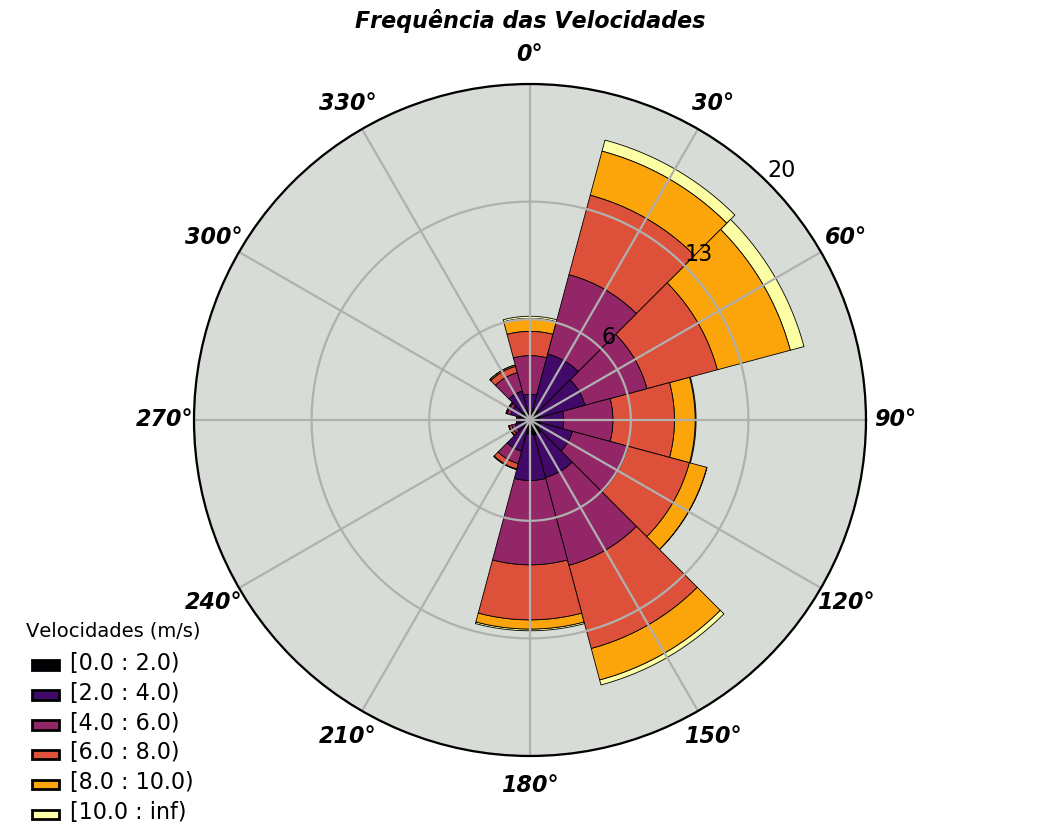 Frequência das Velocidades
0°
330°
30°
20
300°
60°
13
6
270°
90°
240°
120°
210°
150°
180°
Velocidades (m/s)
[0.0 : 2.0)
[2.0 : 4.0)
[4.0 : 6.0)
[6.0 : 8.0)
[8.0 : 10.0)
[10.0 : inf)